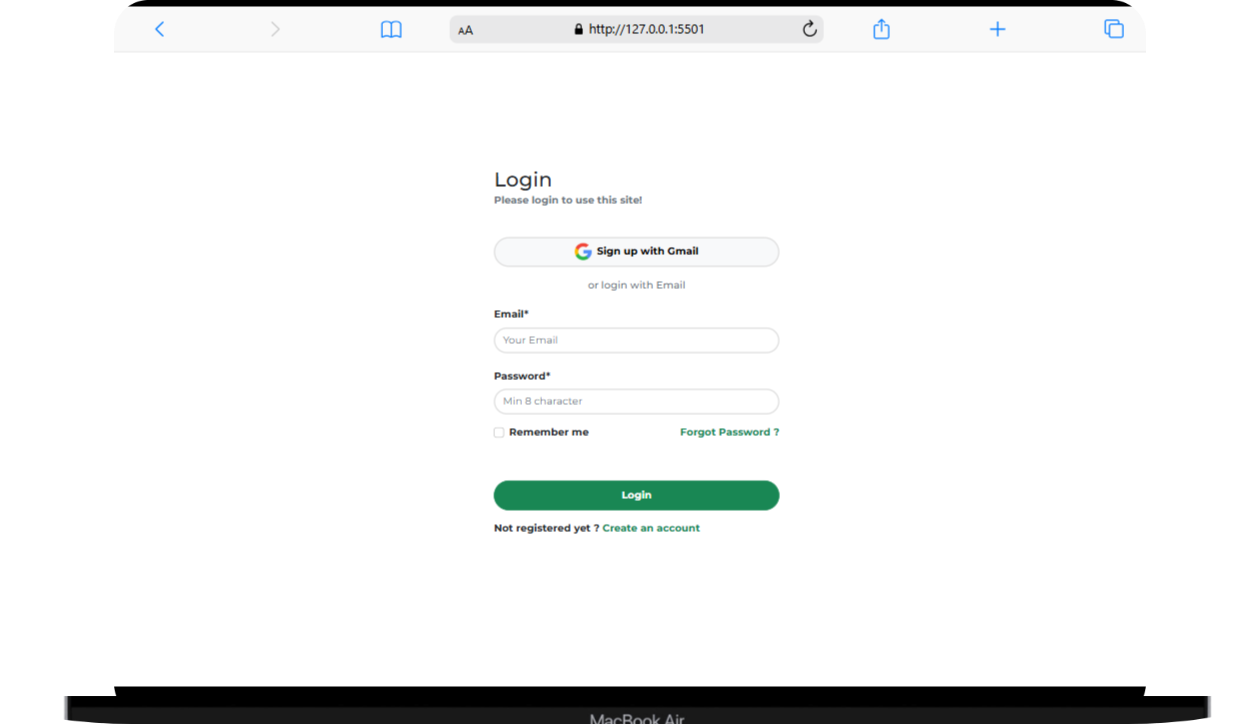 AA
http://127.0.0.1:5501
Login
Please login to use this site!
Sign up with Gmail
or login with Email
Email*
Your Email
Password*
Min 8 character
Remember me
Forgot Password ?
Login
Not registered yet ? Create an account
MacBook Air